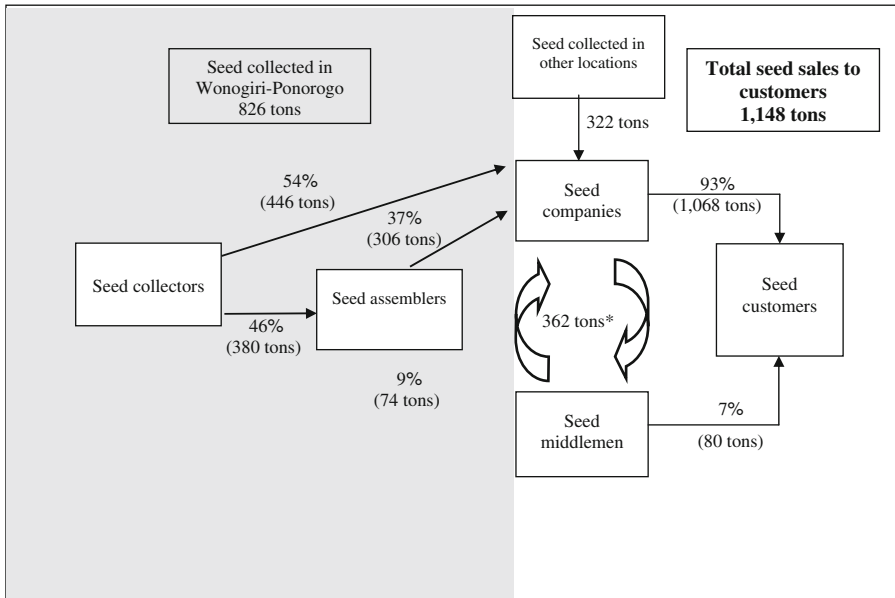 Seed collected in
Wonogiri-Ponorogo
826 tons
Seed collected in
other locations
Total seed sales to
customers
1,148 tons
322 tons
54%
(446 tons)
37%
(306 tons)
Seed
companies
93%
(1,068 tons)
Seed collectors
Seed assemblers
46%
(380 tons)
362 tons*
Seed
customers
9%
(74 tons)
Seed
middlemen
7%
(80 tons)